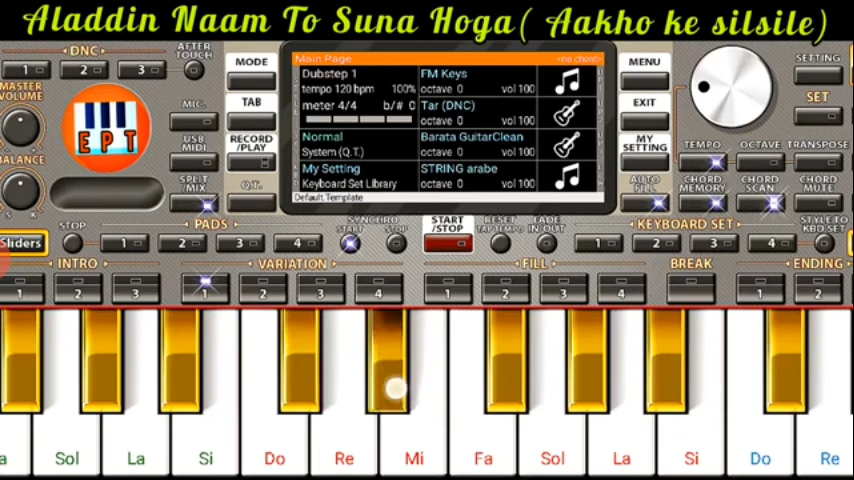 Aladdin Naam To Suna Hoga( Aakho ke silsile)
DNC
1 2 3
AFTER TOUCH
MASTER VOLUME
EPT
MIC.
USB MIDI
BALANCE
SPLIT /MIX
MODE
TAB
RECORD /PLAY
Q.T.
Main Page <no chord>
Dubstep 1 FM Keys
tempo 120 bpm 100% octave 0 vol 100
meter 4/4 b/# 0 Tar (DNC)
octave 0 vol 100
Normal Barata GuitarClean
System (Q.T.) octave 0 vol 100
My Setting STRING arabe
Keyboard Set Library octave 0 vol 100
Default Template
MENU
EXIT
MY SETTING
AUTO FILL
SETTING
SET
TEMPO OCTAVE TRANSPOSE
CHORD MEMORY CHORD SCAN CHORD MUTE
Sliders
STOP
PADS
1 2 3 4
SYNCHRO
START STOP
START /STOP
RESET
TAP TEMPO
FADE IN OUT
KEYBOARD SET
1 2 3 4
STYLE TO KBD SET
INTRO VARIATION FILL BREAK ENDING
1 2 3 1 2 3 4 1 2 3 4 1 2
a Sol La Si Do Re Mi Fa Sol La Si Do Re